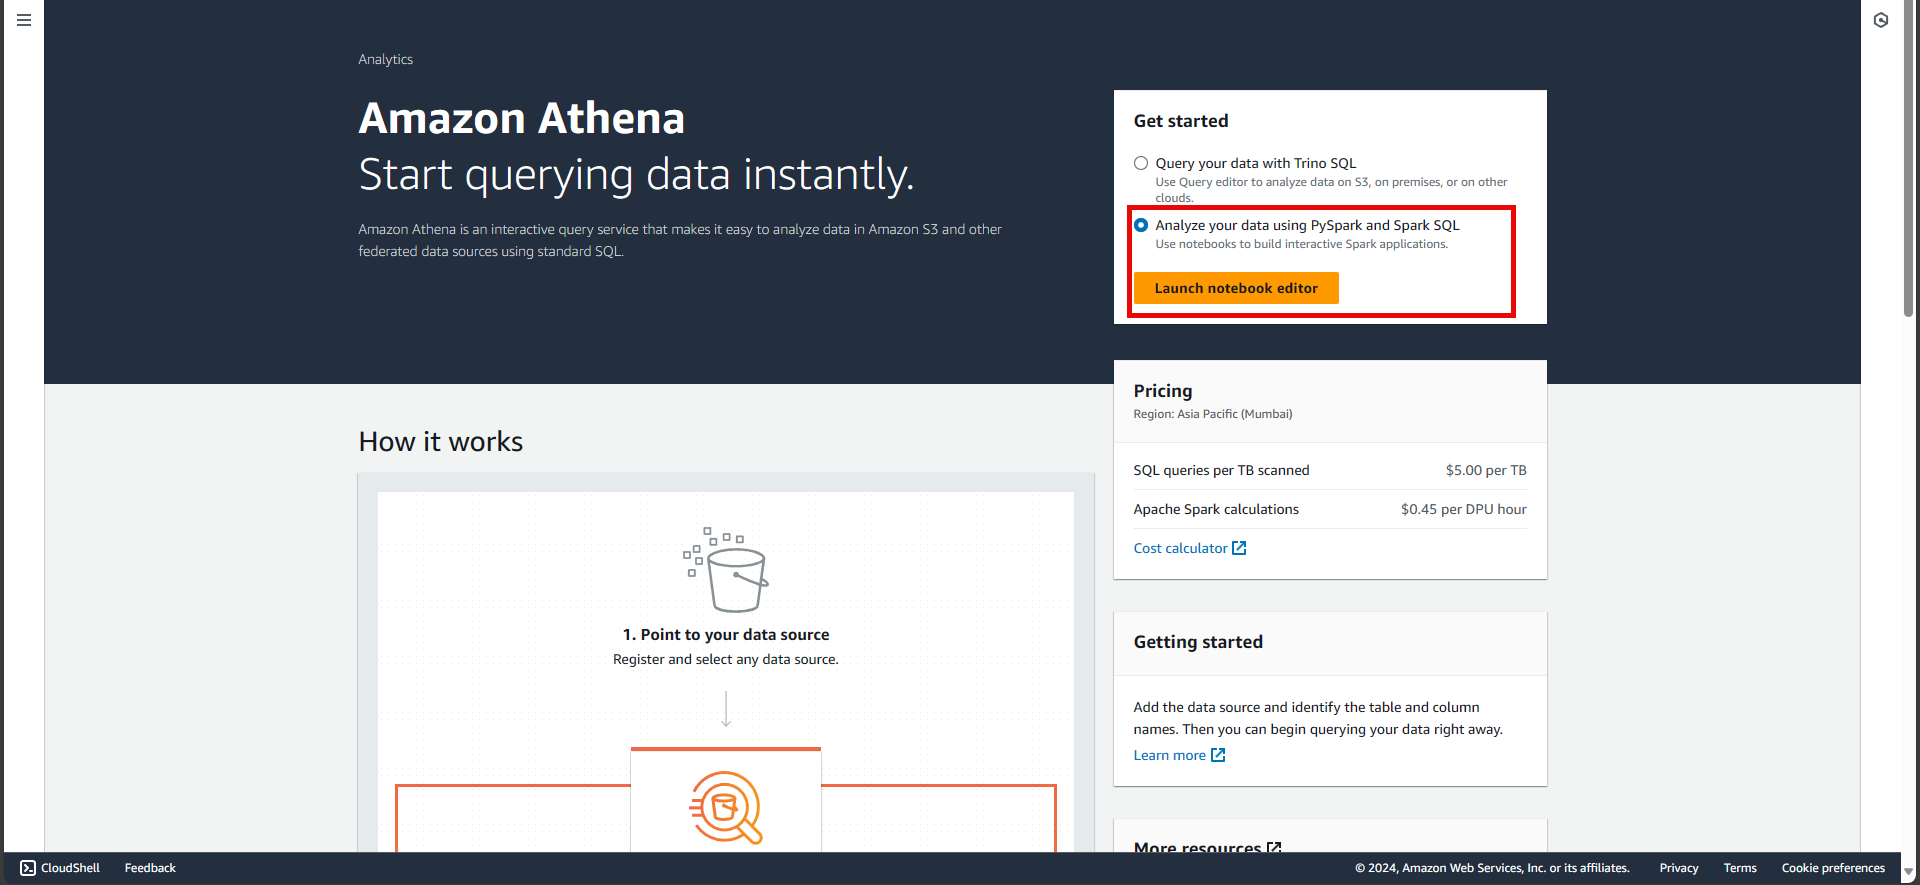 Analytics
Amazon Athena
Start querying data instantly.
Amazon Athena is an interactive query service that makes it easy to analyze data in Amazon S3 and other
federated data sources using standard SQL.
Get started
Query your data with Trino SQL
Use Query editor to analyze data on S3, on premises, or on other
clouds.
Analyze your data using PySpark and Spark SQL
Use notebooks to build interactive Spark applications.
Launch notebook editor
Pricing
Region: Asia Pacific (Mumbai)
SQL queries per TB scanned $5.00 per TB
Apache Spark calculations $0.45 per DPU hour
Cost calculator
How it works
1. Point to your data source
Register and select any data source.
Getting started
Add the data source and identify the table and column
names. Then you can begin querying your data right away.
Learn more
More resources
CloudShell Feedback © 2024, Amazon Web Services, Inc. or its affiliates. Privacy Terms Cookie preferences